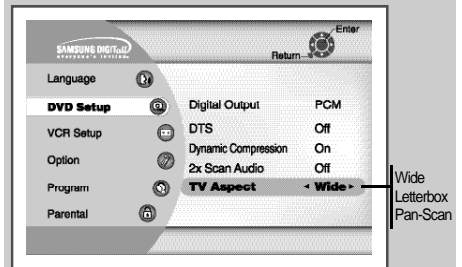 SAMSUNG DIGITall
everyone's invited.
Enter
Return
Language
DVD Setup
VCR Setup
Option
Program
Parental
Digital Output PCM
DTS Off
Dynamic Compression On
2x Scan Audio Off
TV Aspect ◄ Wide ►
Wide
Letterbox
Pan-Scan